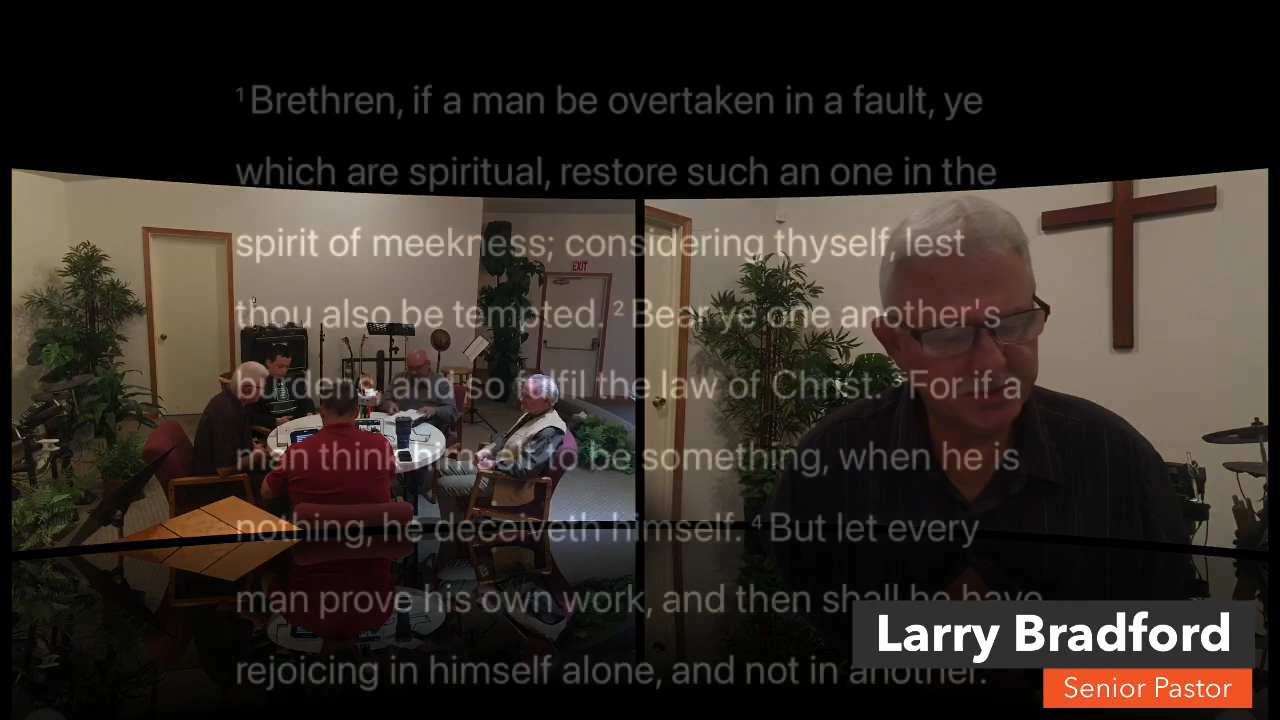 ¹ Brethren, if a man be overtaken in a fault, ye
which are spiritual, restore such an one in the
spirit of meekness; considering thyself, lest
thou also be tempted. ² Bear ye one another's
burdens, and so fulfil the law of Christ. ³ For if a
man think himself to be something, when he is
nothing, he deceiveth himself. ⁴ But let every
man prove his own work, and then shall he have
rejoicing in himself alone, and not in another.
EXIT
Larry Bradford
Senior Pastor